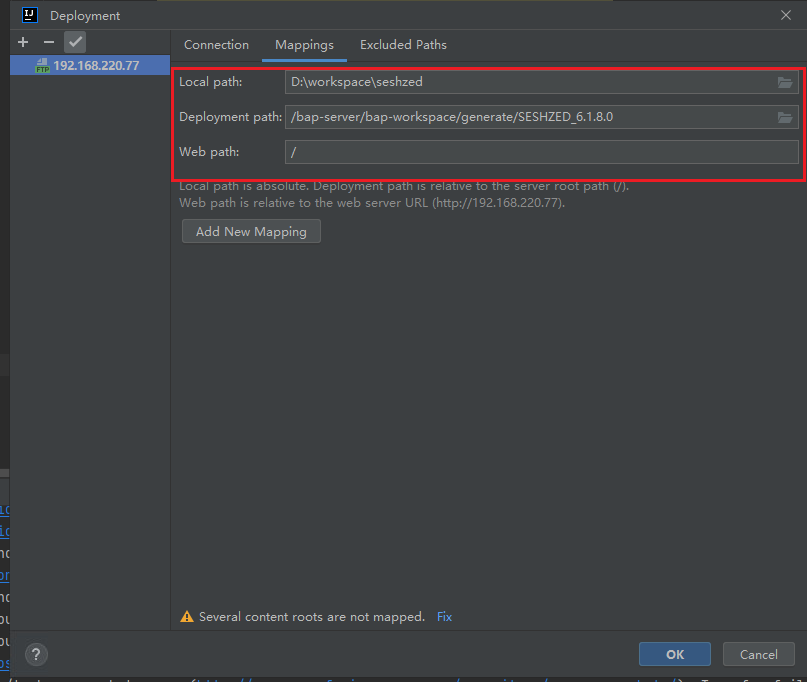 IJ Deployment
Connection Mappings Excluded Paths
FTP 192.168.220.77
Local path: D:\workspace\seshzed
Deployment path: /bap-server/bap-workspace/generate/SESHZED_6.1.8.0
Web path: /
Local path is absolute. Deployment path is relative to the server root path (/).
Web path is relative to the web server URL (http://192.168.220.77).
Add New Mapping
Several content roots are not mapped. Fix
? OK Cancel